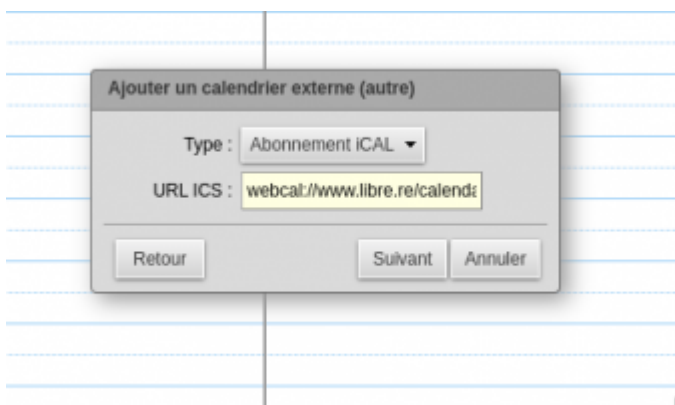 Ajouter un calendrier externe (autre)
Type : Abonnement iCAL
URL ICS : webcal://www.libre.re/calenda
Retour Suivant Annuler